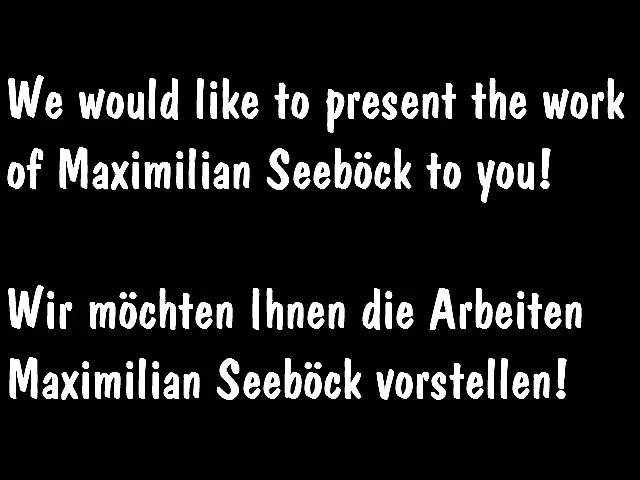 We would like to present the work
of Maximilian Seeböck to you!
Wir möchten Ihnen die Arbeiten
Maximilian Seeböck vorstellen!